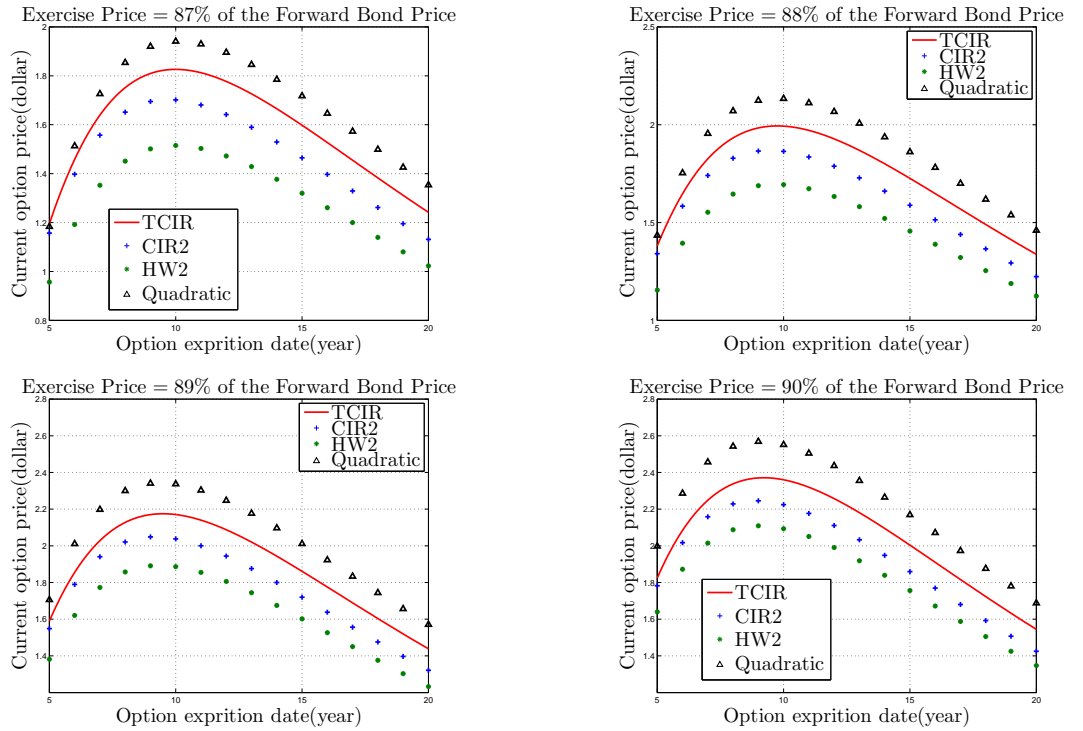 Exercise Price = 87% of the Forward Bond Price
Current option price(dollar)
2
1.8
1.6
1.4
1.2
1
0.8
TCIR
CIR2
HW2
Quadratic
5 10 15 20
Option exprition date(year)
Exercise Price = 88% of the Forward Bond Price
Current option price(dollar)
2.5
2
1.5
1
TCIR
CIR2
HW2
Quadratic
5 10 15 20
Option exprition date(year)
Exercise Price = 89% of the Forward Bond Price
Current option price(dollar)
2.8
2.6
2.4
2.2
2
1.8
1.6
1.4
TCIR
CIR2
HW2
Quadratic
5 10 15 20
Option exprition date(year)
Exercise Price = 90% of the Forward Bond Price
Current option price(dollar)
2.8
2.6
2.4
2.2
2
1.8
1.6
1.4
TCIR
CIR2
HW2
Quadratic
5 10 15 20
Option exprition date(year)